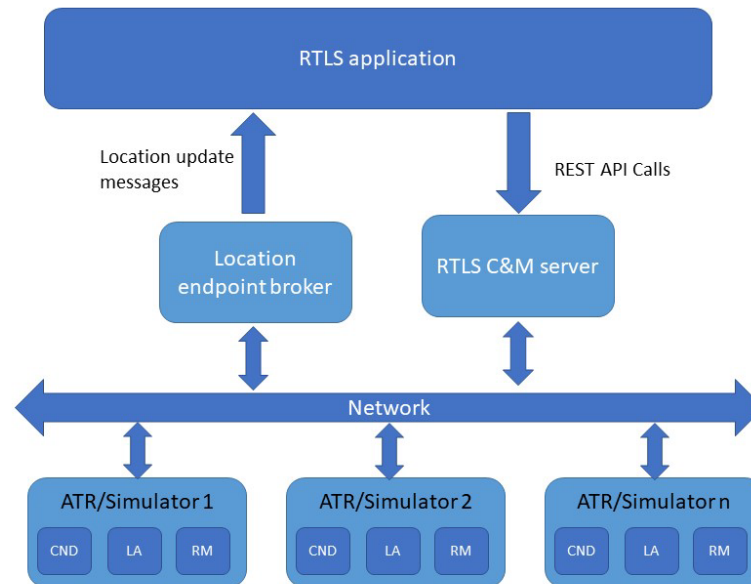 RTLS application
Location update
messages
REST API Calls
Location
endpoint broker
RTLS C&M server
Network
ATR/Simulator 1
ATR/Simulator 2
ATR/Simulator n
CND LA RM
CND LA RM
CND LA RM